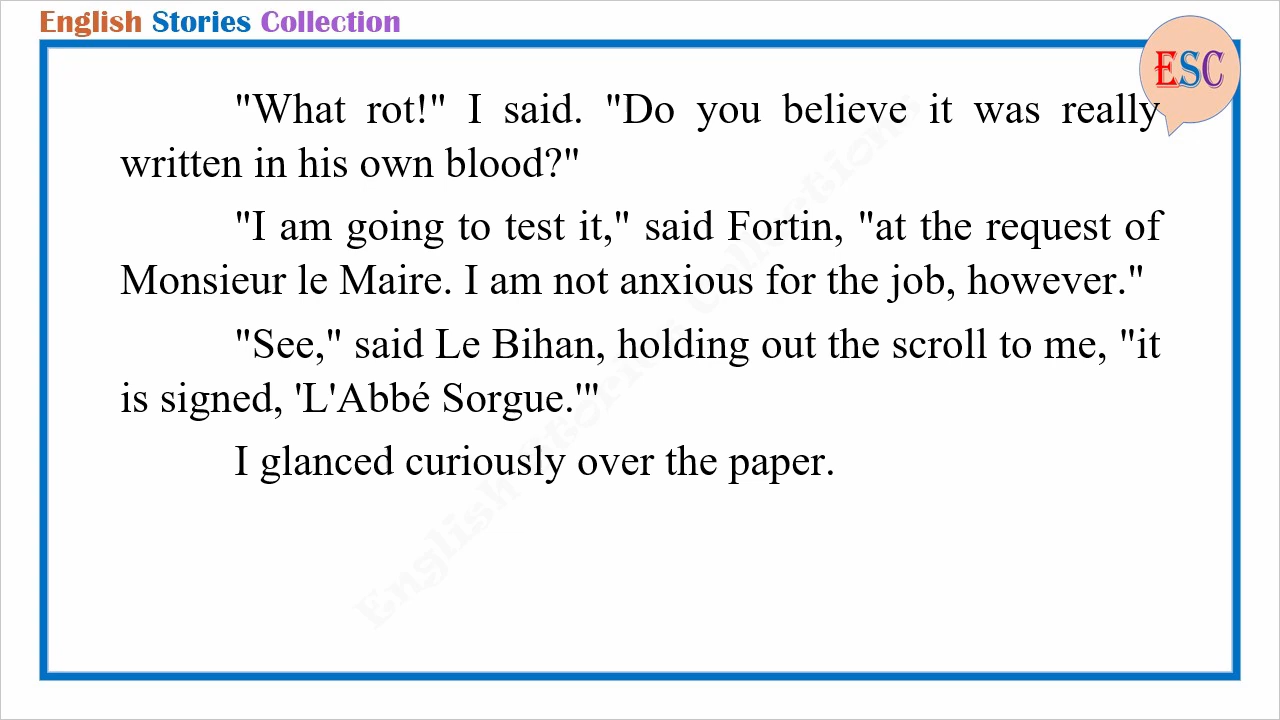 English Stories Collection
ESC
"What rot!" I said. "Do you believe it was really
written in his own blood?"
"I am going to test it," said Fortin, "at the request of
Monsieur le Maire. I am not anxious for the job, however."
"See," said Le Bihan, holding out the scroll to me, "it
is signed, 'L'Abbé Sorgue.'"
I glanced curiously over the paper.
English Stories Collections